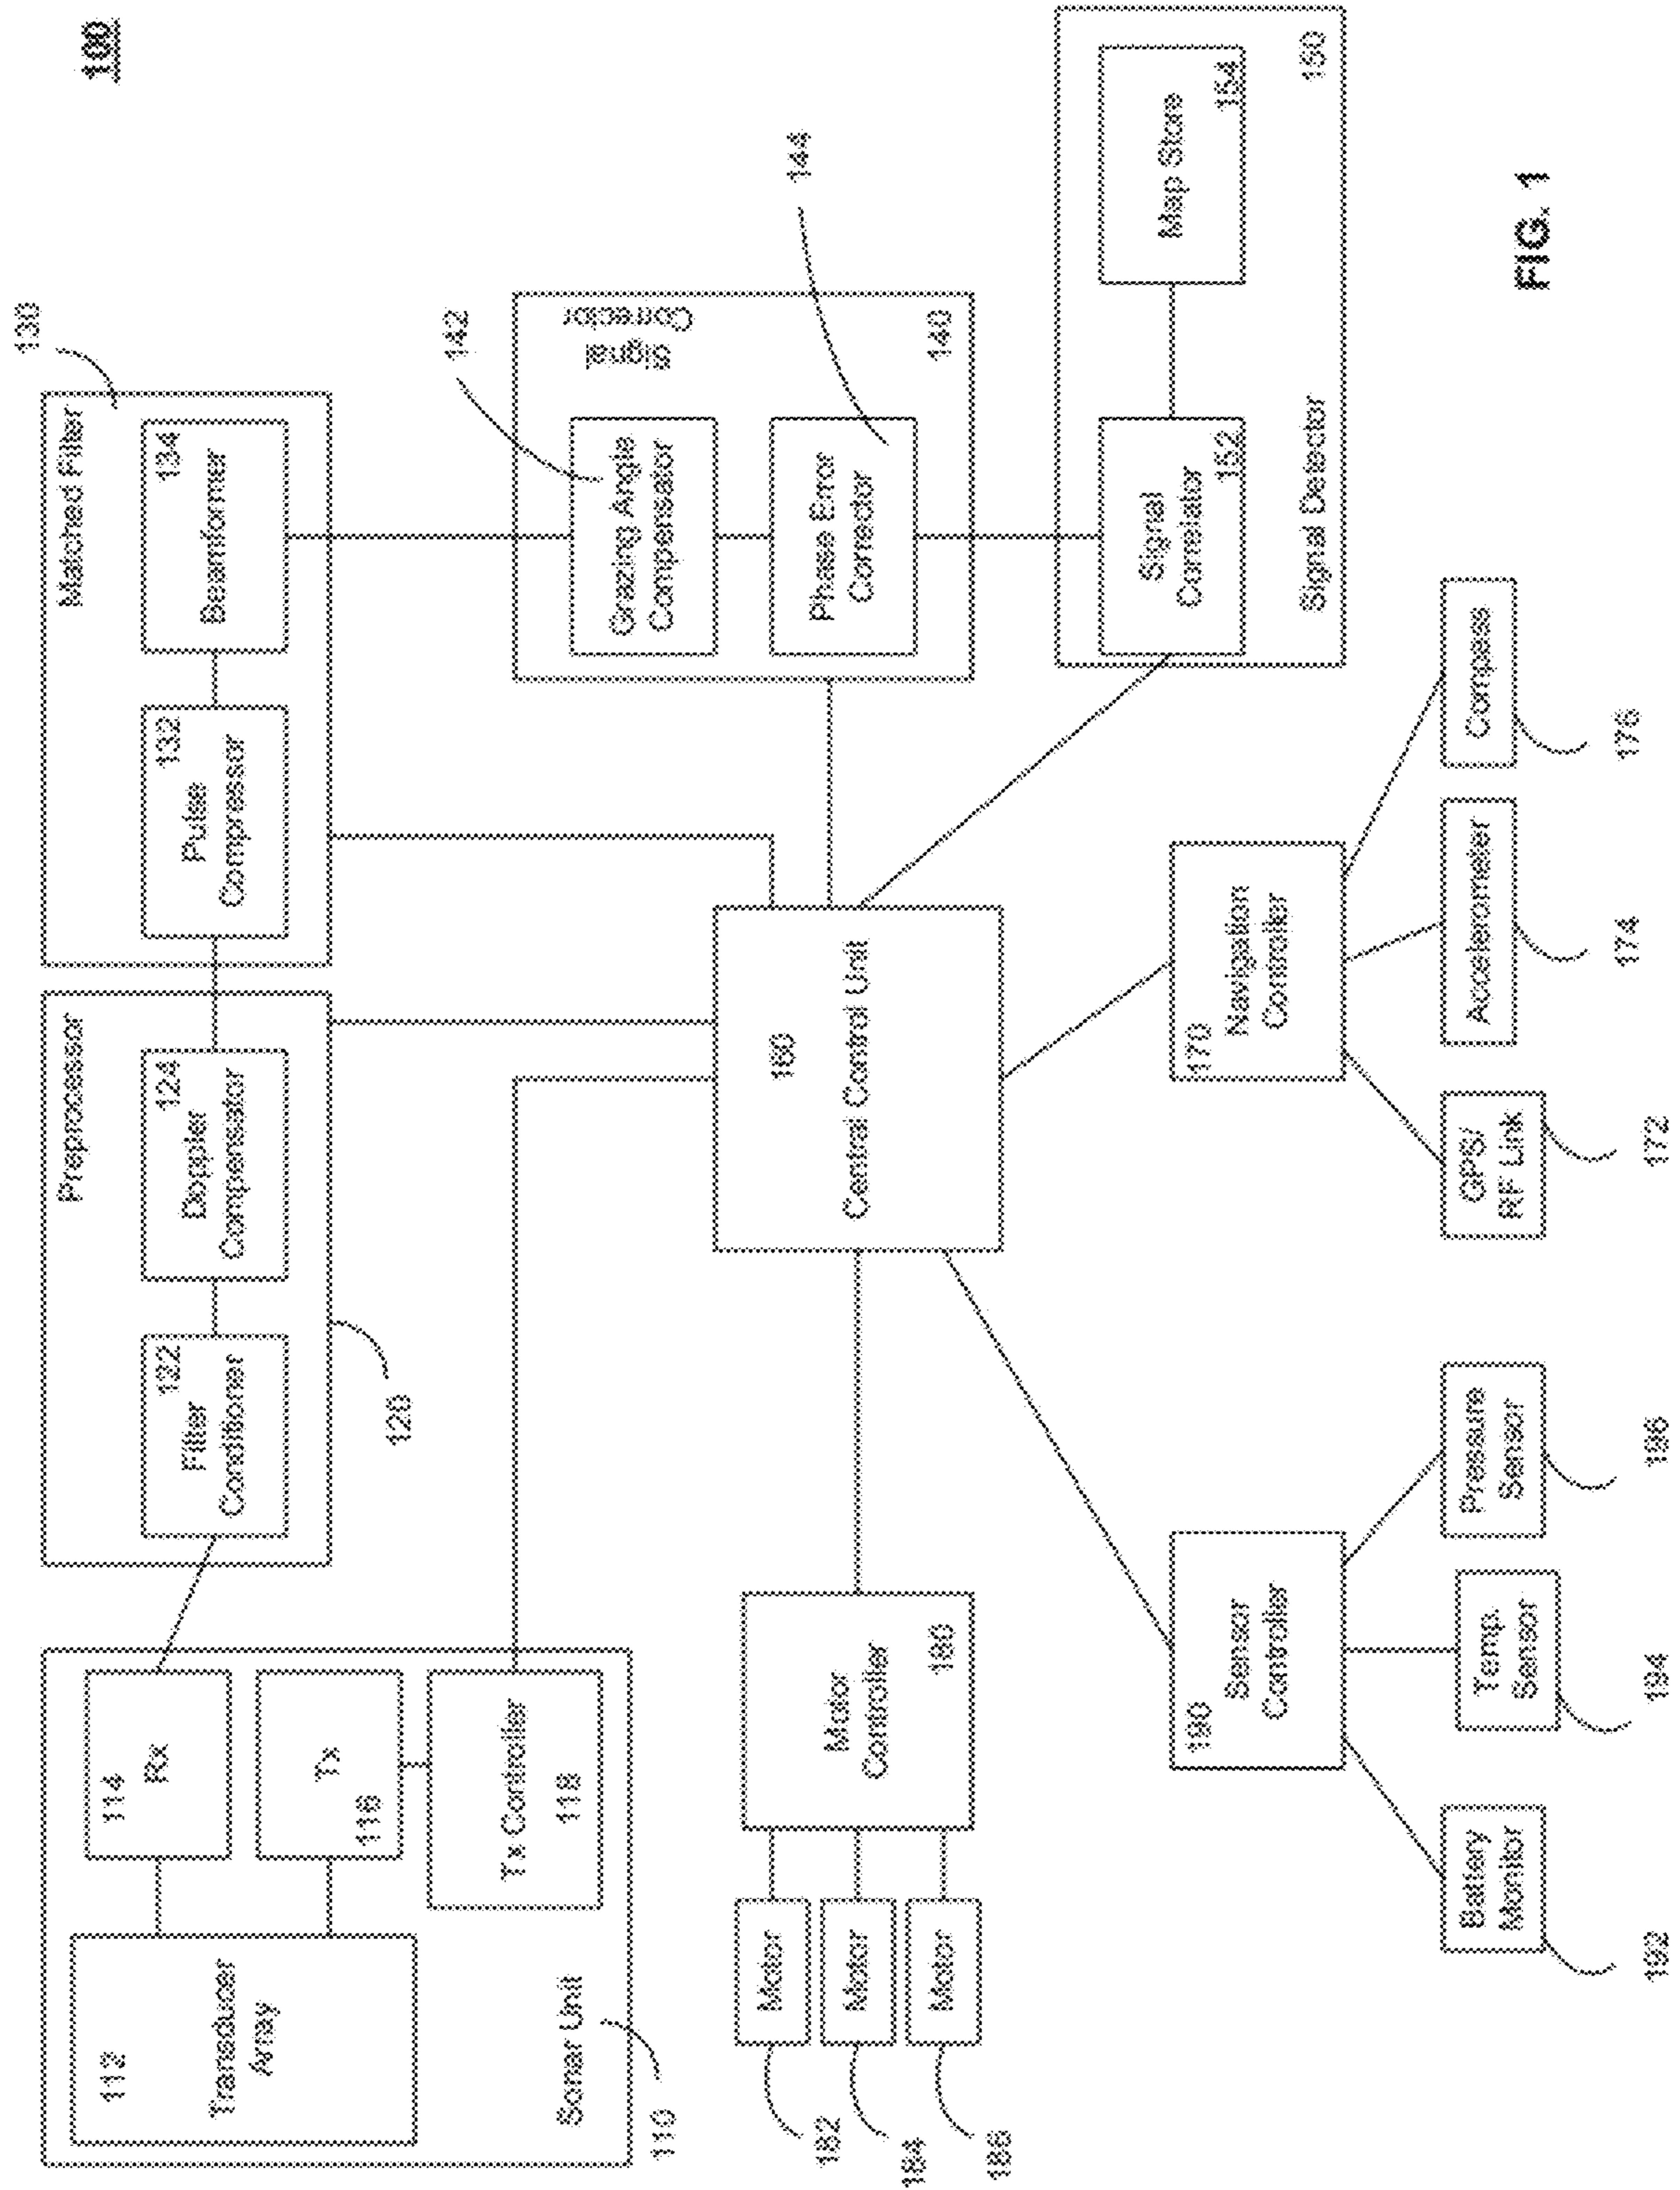 100
Sonar Unit
110
112
Transducer
Array
114
Rx
Tx
116
Tx Controller
118
Preprocessor
120
122
Filter
Conditioner
124
Doppler
Compensator
Matched Filter
130
132
Pulse
Compressor
134
Beamformer
Signal
Corrector
140
142
Grazing Angle
Compensator
144
Phase Error
Corrector
Signal Detector
150
Signal
Correlator
152
Map Store
154
160
Central Control Unit
Motor
Controller
180
Motor
182
Motor
184
Motor
186
190
Sensor
Controller
Battery
Monitor
192
Temp.
Sensor
194
Pressure
Sensor
196
170
Navigation
Controller
GPS/
RF Link
172
Accelerometer
174
Compass
176
FIG. 1